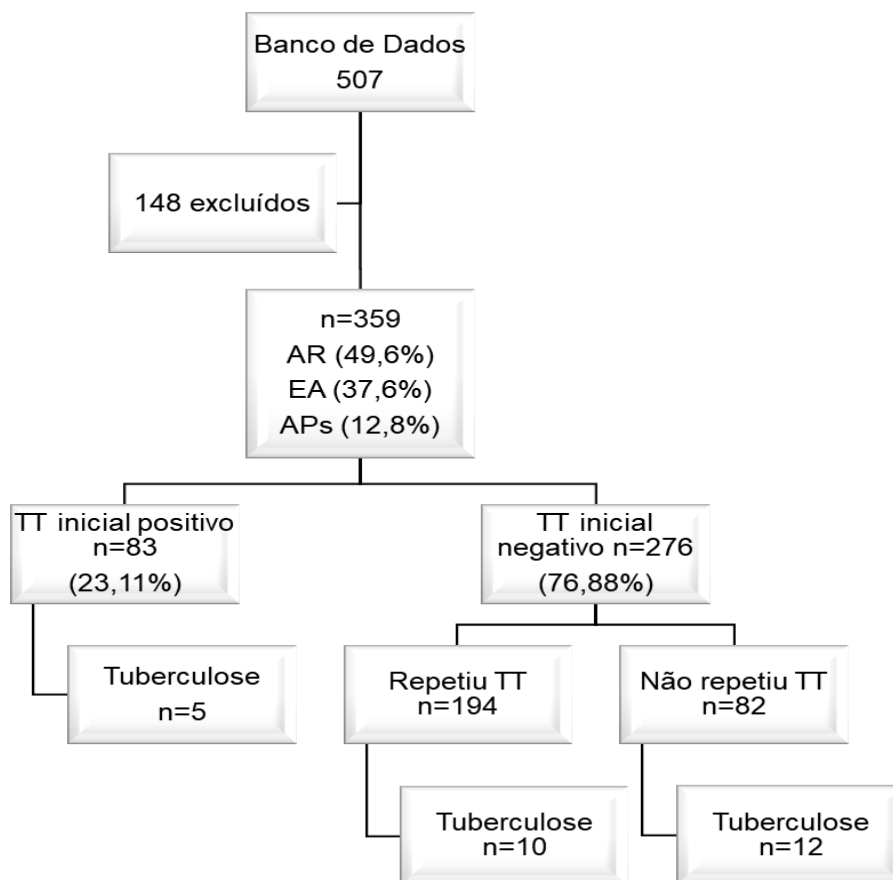 Banco de Dados
507
148 excluídos
n=359
AR (49,6%)
EA (37,6%)
APs (12,8%)
TT inicial positivo
n=83
(23,11%)
TT inicial
negativo n=276
(76,88%)
Tuberculose
n=5
Repetiu TT
n=194
Não repetiu TT
n=82
Tuberculose
n=10
Tuberculose
n=12